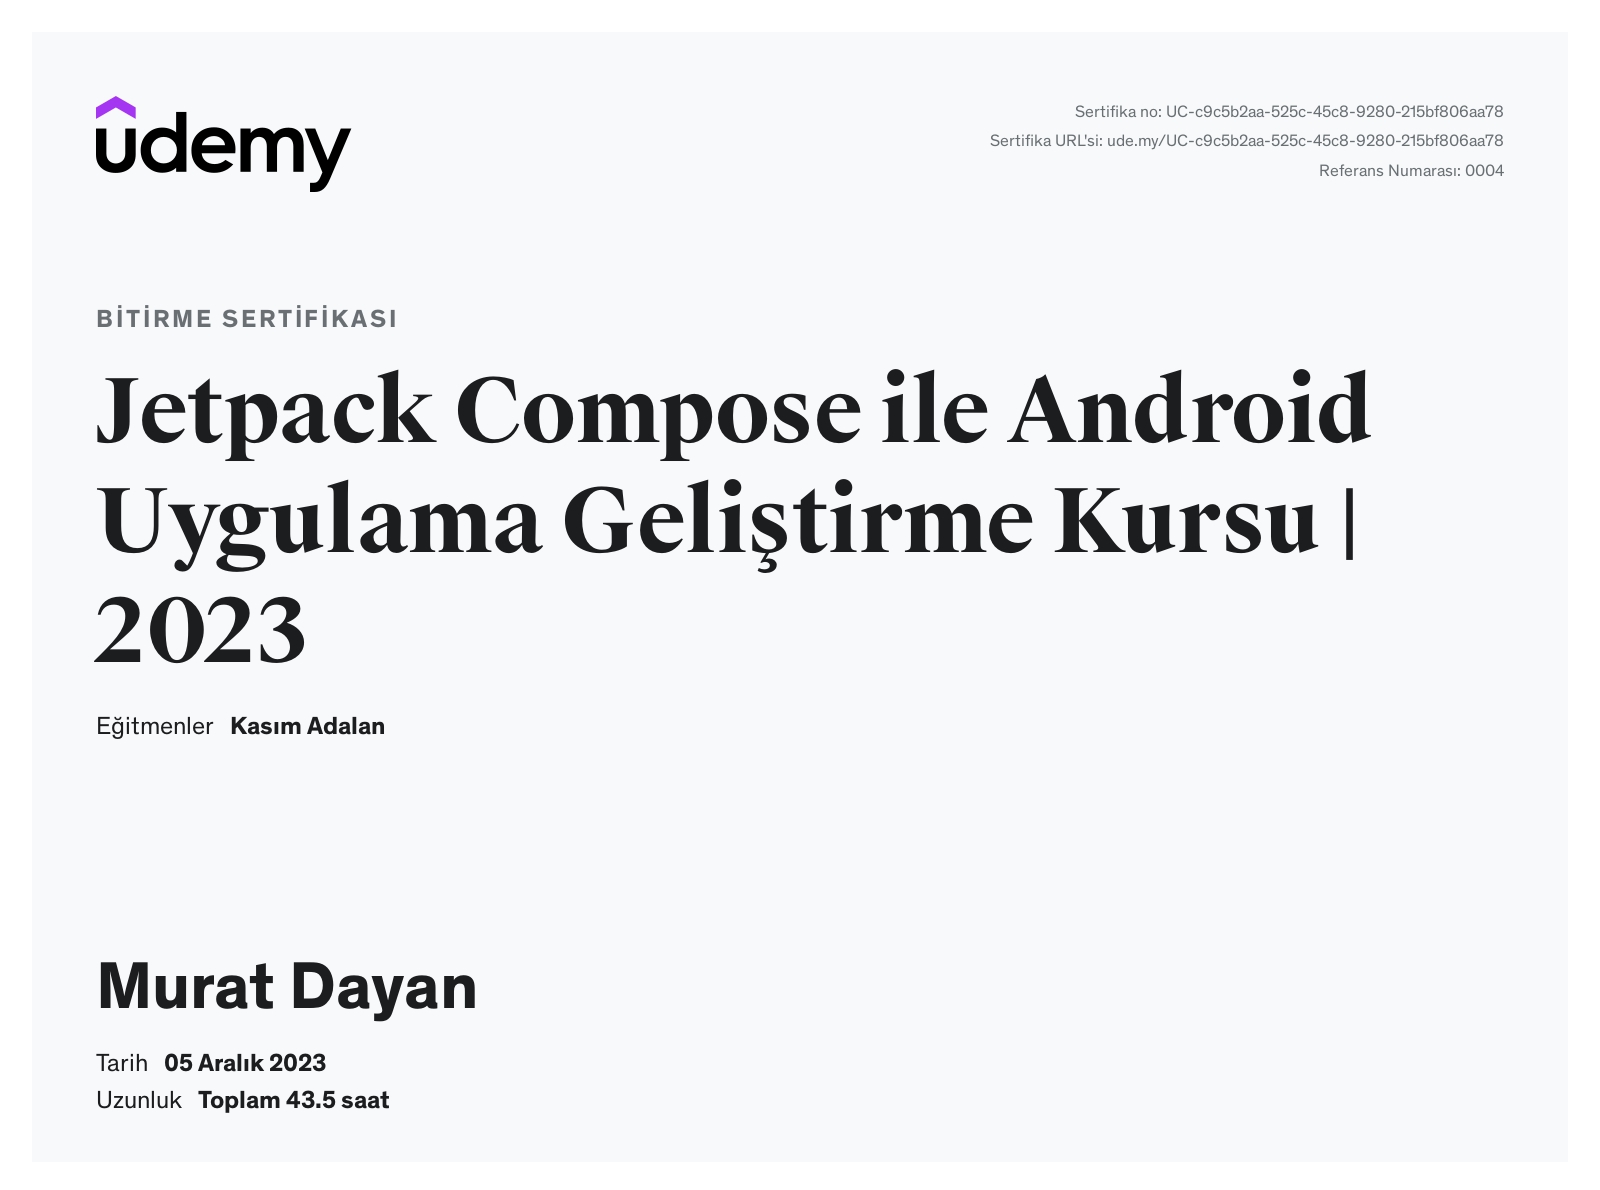 udemy
Sertifika no: UC-c9c5b2aa-525c-45c8-9280-215bf806aa78
Sertifika URL'si: ude.my/UC-c9c5b2aa-525c-45c8-9280-215bf806aa78
Referans Numarası: 0004
BİTİRME SERTİFİKASI
Jetpack Compose ile Android
Uygulama Geliştirme Kursu |
2023
Eğitmenler Kasım Adalan
Murat Dayan
Tarih 05 Aralık 2023
Uzunluk Toplam 43.5 saat